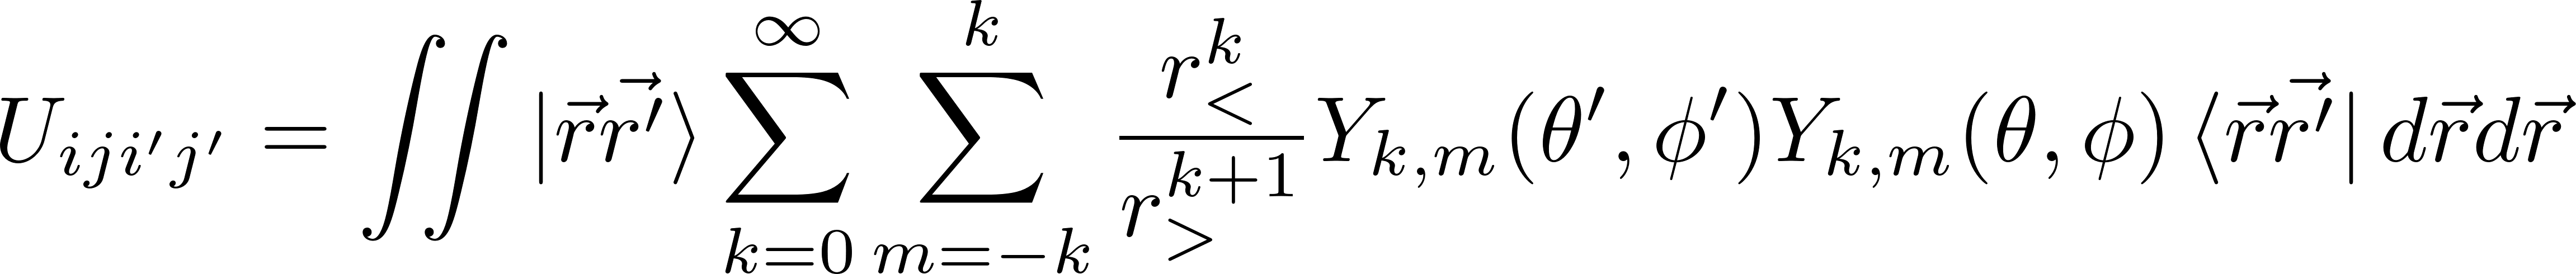 U_{iji'j'} = \iint |\vec{r}\vec{r'}\rangle \sum_{k=0}^{\infty} \sum_{m=-k}^{k} \frac{r_{<}^{k}}{r_{>}^{k+1}} Y_{k,m}(\theta', \phi') Y_{k,m}(\theta, \phi) \langle \vec{r}\vec{r'}| d\vec{r} d\vec{r}